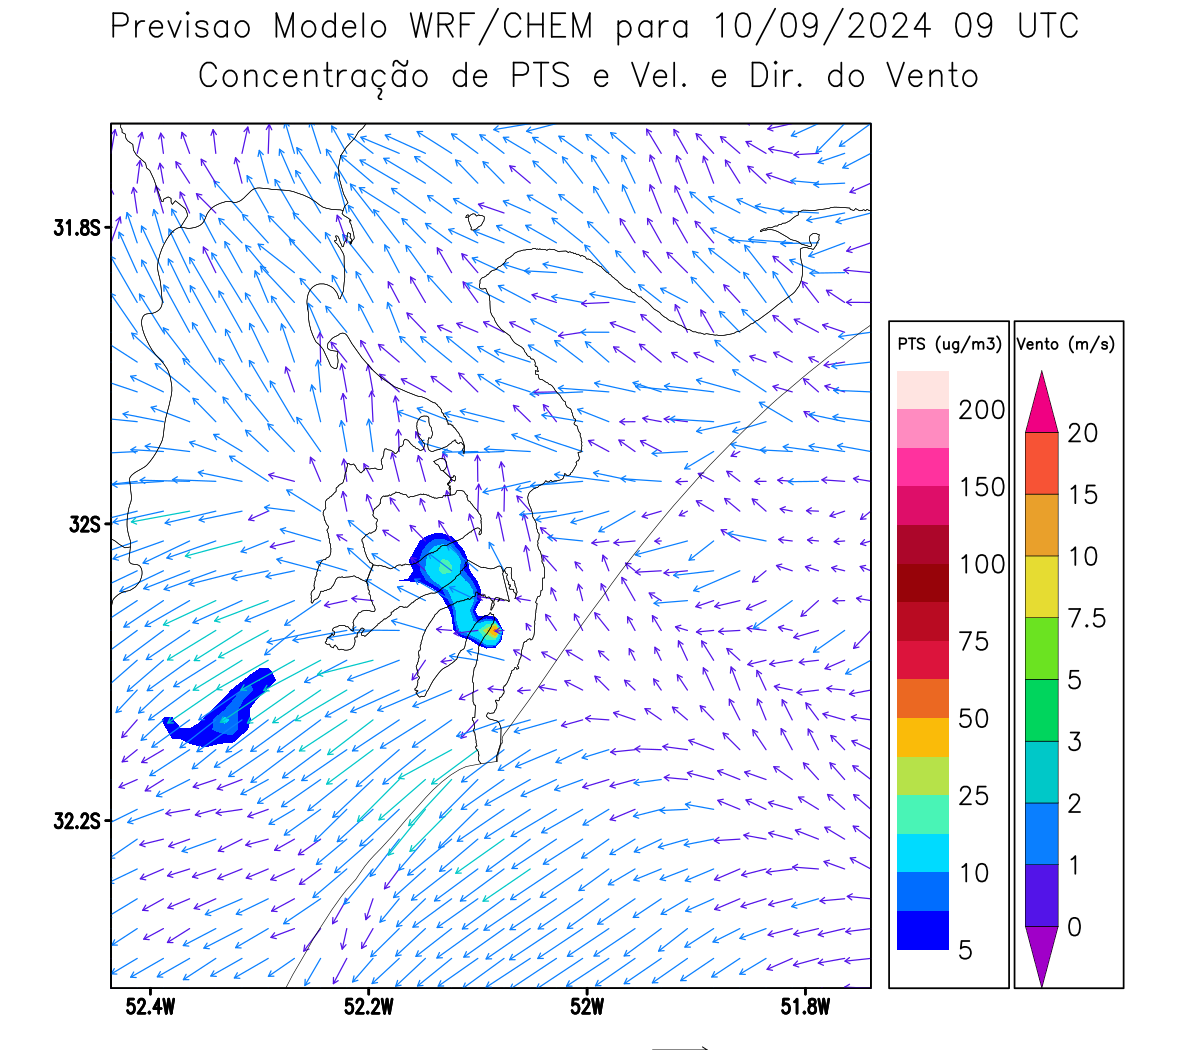 Previsao Modelo WRF/CHEM para 10/09/2024 09 UTC
Concentração de PTS e Vel. e Dir. do Vento
31.8S
32S
32.2S
52.4W
52.2W
52W
51.8W
PTS (ug/m3)
200
150
100
75
50
25
10
5
Vento (m/s)
20
15
10
7.5
5
3
2
1
0